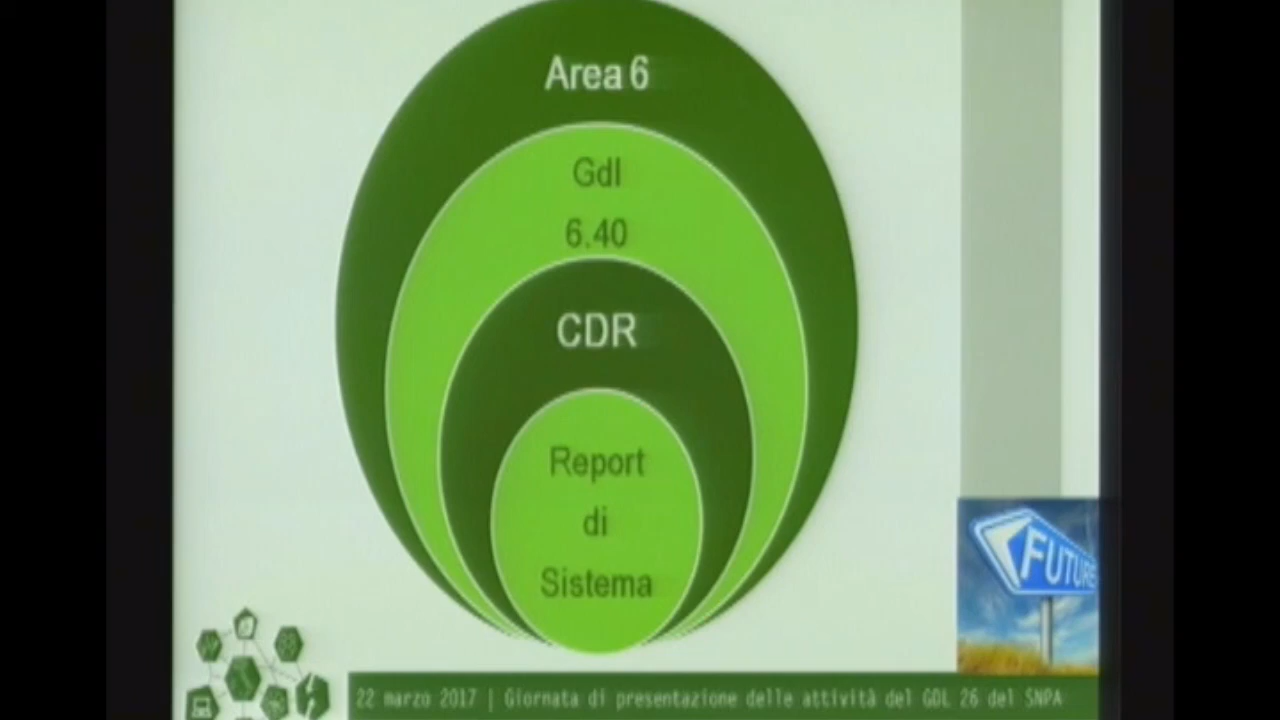 Area 6
Gdl
6.40
CDR
Report
di
Sistema
FUTURE
22 marzo 2017 | Giornata di presentazione delle attività del GDL 26 del SNPA